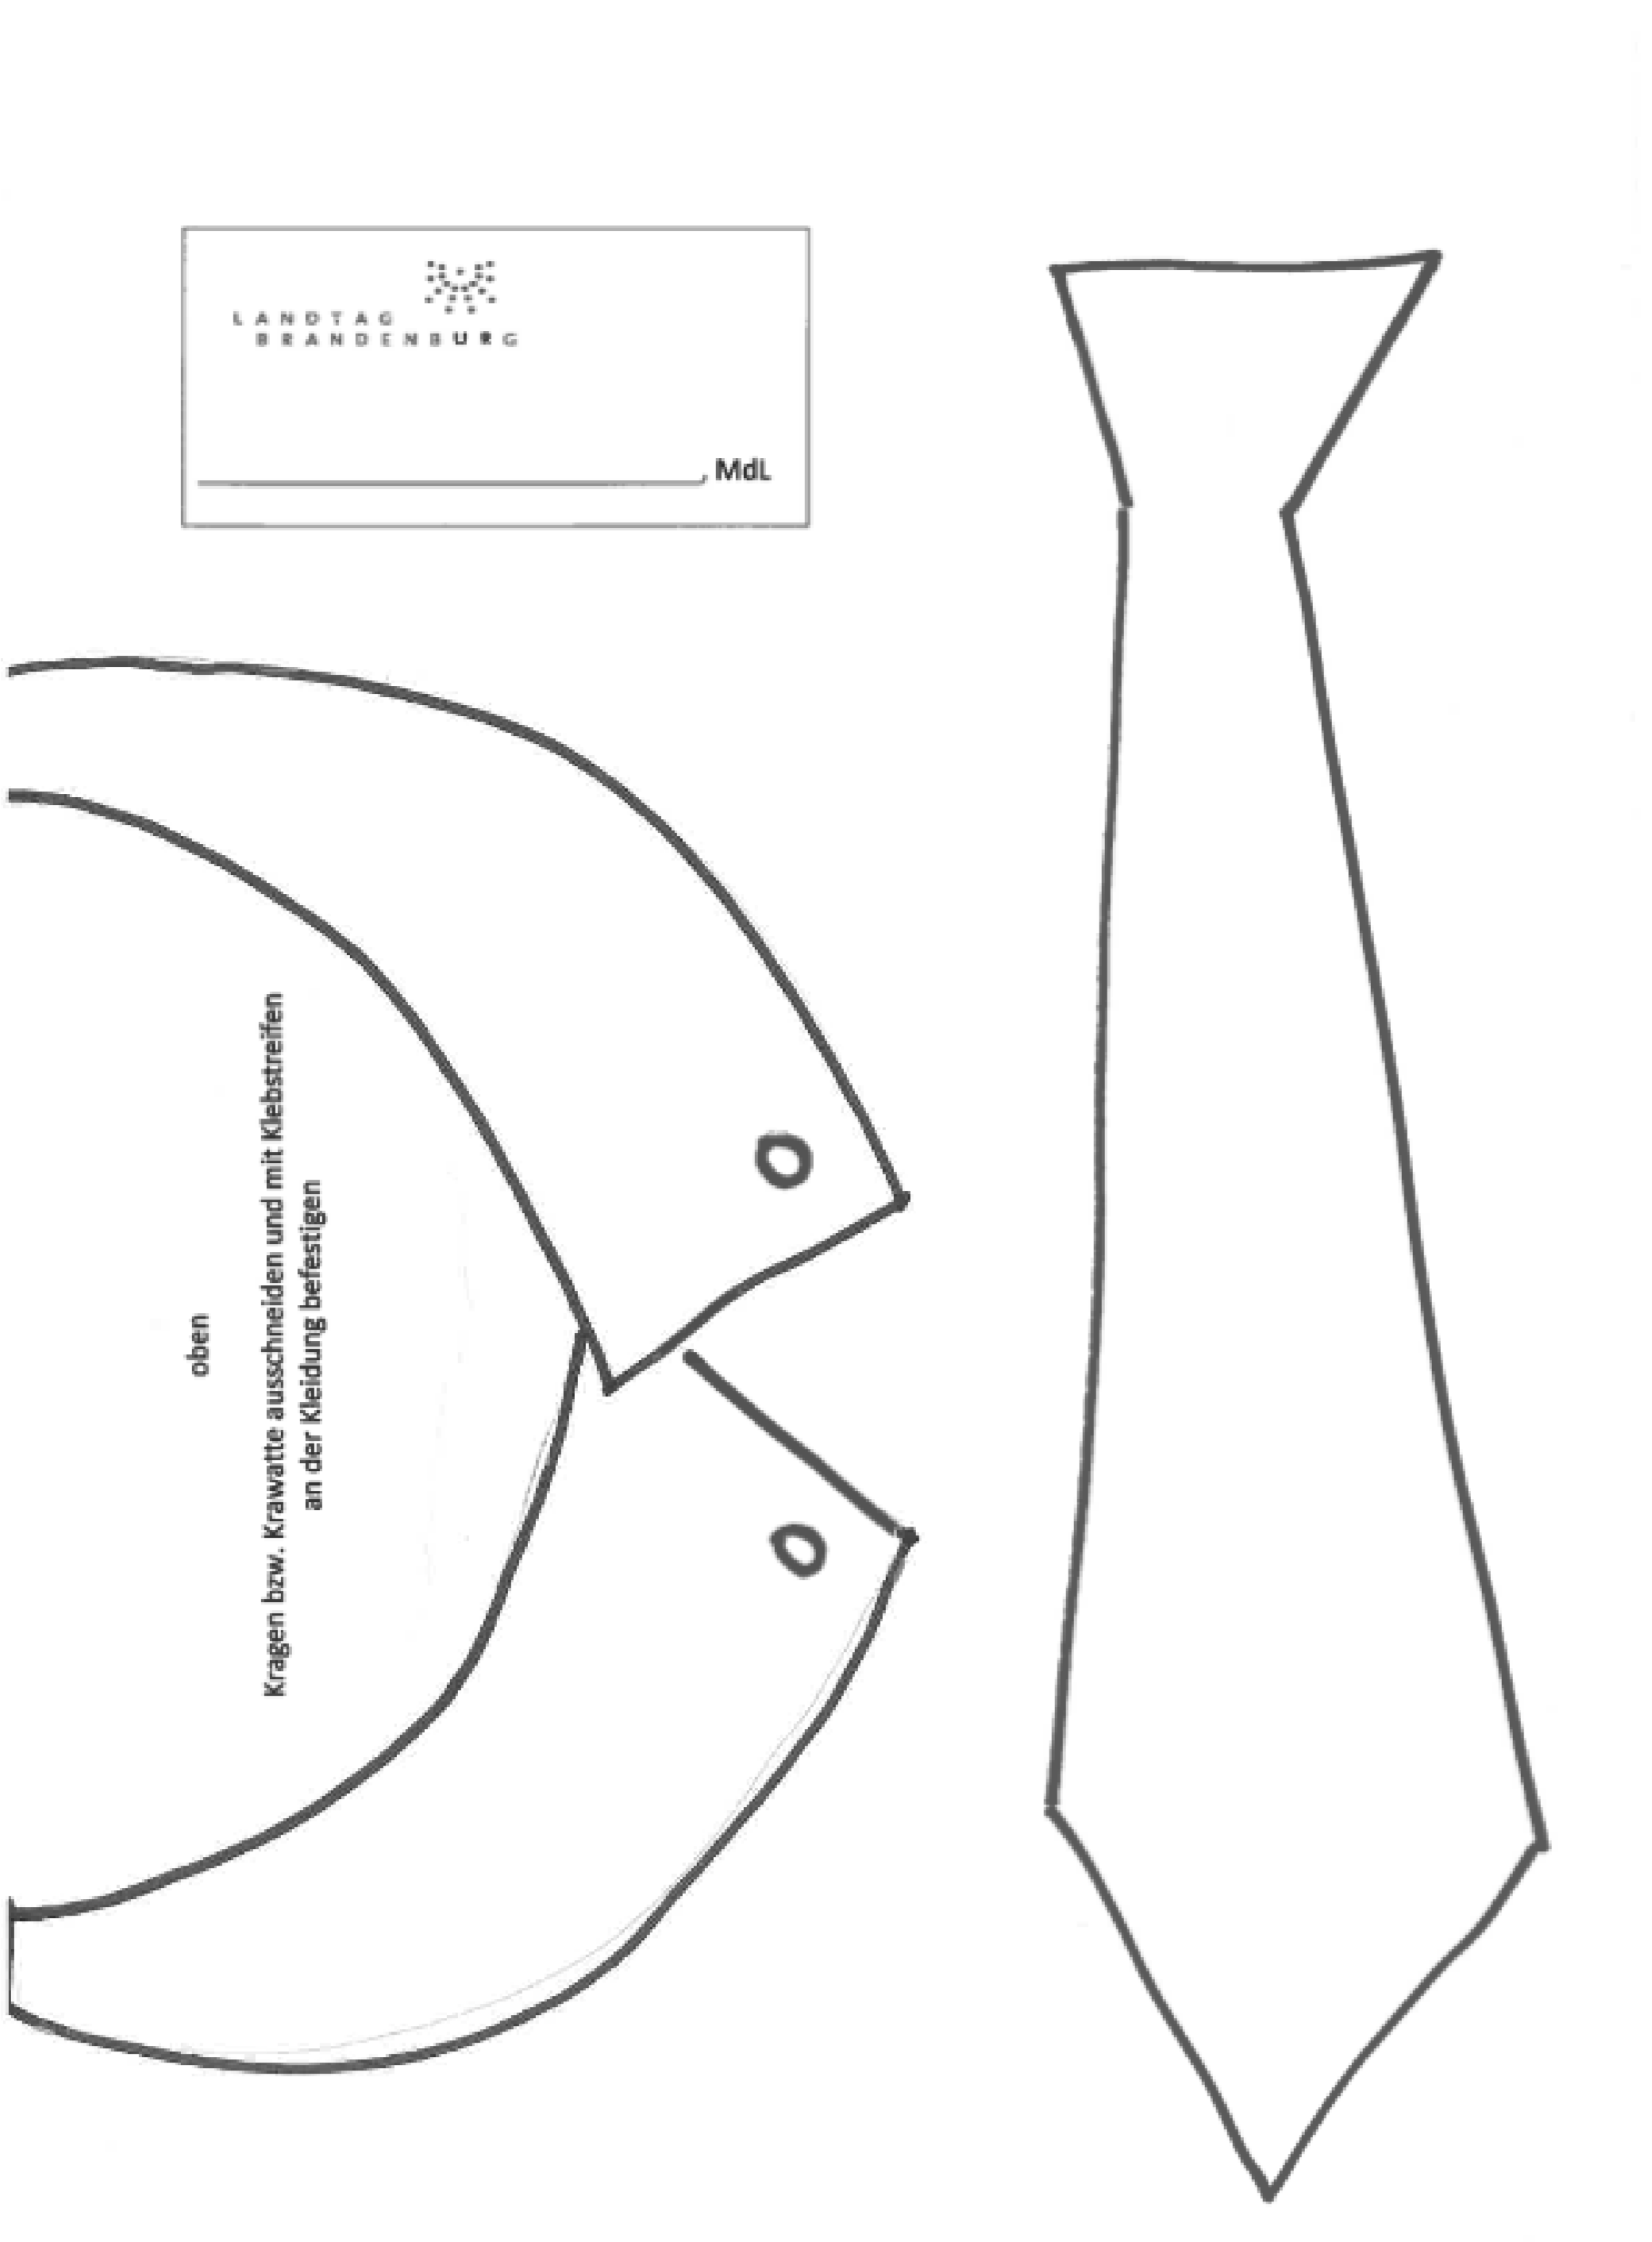 LANDTAG
BRANDENBURG
, MdL
oben
Kragen bzw. Krawatte ausschneiden und mit Klebstreifen
an der Kleidung befestigen